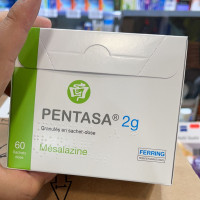 PENTASA® 2g
Granulés en sachet-dose
60
Mésalazine
FERRING